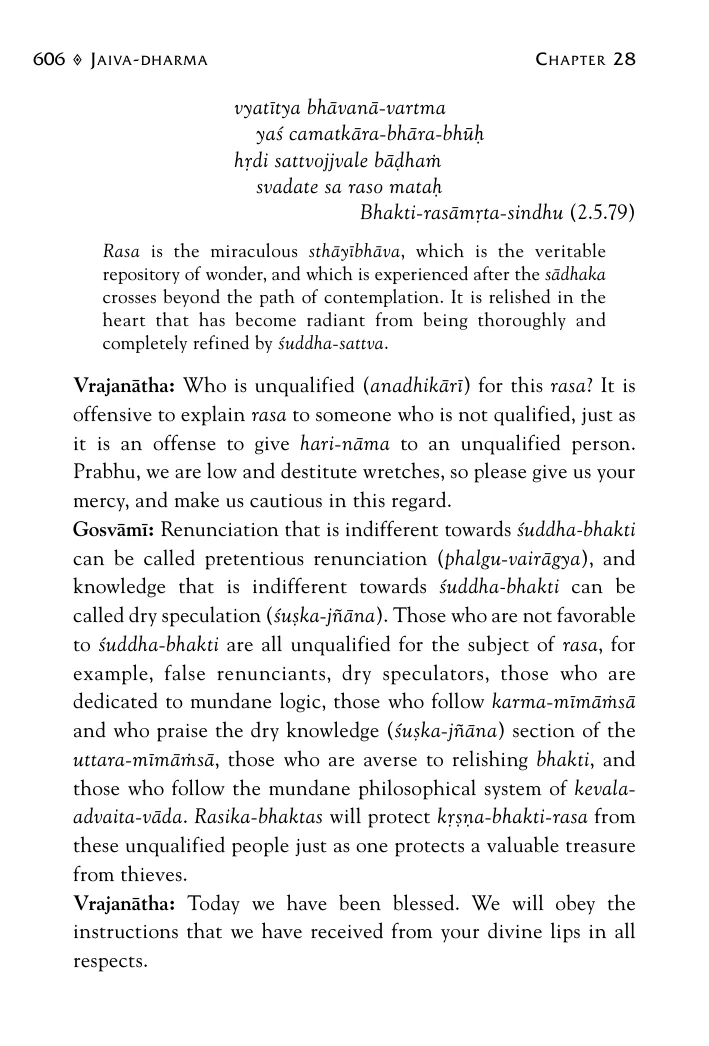 606 ◈ Jaiva-dharma Chapter 28
vyatītya bhāvanā-vartma
yaś camatkāra-bhāra-bhūḥ
hṛdi sattvojjvale bāḍhaṁ
svadate sa raso mataḥ
Bhakti-rasāmṛta-sindhu (2.5.79)
Rasa is the miraculous sthāyībhāva, which is the veritable
repository of wonder, and which is experienced after the sādhaka
crosses beyond the path of contemplation. It is relished in the
heart that has become radiant from being thoroughly and
completely refined by śuddha-sattva.
Vrajanātha: Who is unqualified (anadhikārī) for this rasa? It is
offensive to explain rasa to someone who is not qualified, just as
it is an offense to give hari-nāma to an unqualified person.
Prabhu, we are low and destitute wretches, so please give us your
mercy, and make us cautious in this regard.
Gosvāmī: Renunciation that is indifferent towards śuddha-bhakti
can be called pretentious renunciation (phalgu-vairāgya), and
knowledge that is indifferent towards śuddha-bhakti can be
called dry speculation (śuṣka-jñāna). Those who are not favorable
to śuddha-bhakti are all unqualified for the subject of rasa, for
example, false renunciants, dry speculators, those who are
dedicated to mundane logic, those who follow karma-mīmāṁsā
and who praise the dry knowledge (śuṣka-jñāna) section of the
uttara-mīmāṁsā, those who are averse to relishing bhakti, and
those who follow the mundane philosophical system of kevala-
advaita-vāda. Rasika-bhaktas will protect kṛṣṇa-bhakti-rasa from
these unqualified people just as one protects a valuable treasure
from thieves.
Vrajanātha: Today we have been blessed. We will obey the
instructions that we have received from your divine lips in all
respects.